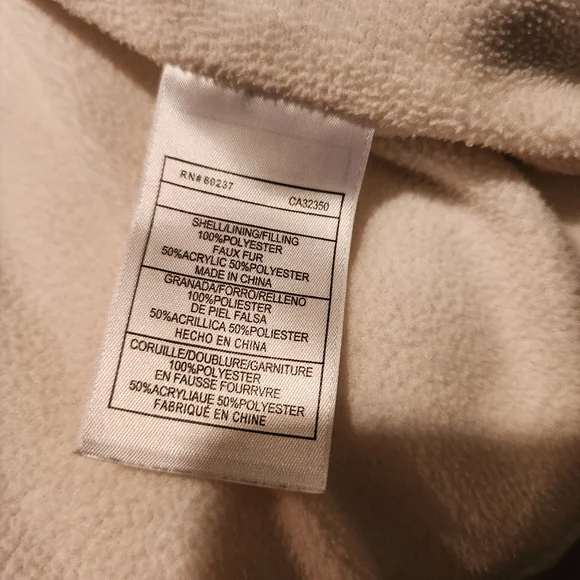 RN# 60237
CA32350
SHELL/LINING/FILLING
100%POLYESTER
FAUX FUR
50%ACRYLIC 50%POLYESTER
MADE IN CHINA
GRANADA/FORRO/RELLENO
100%POLIESTER
DE PIEL FALSA
50%ACRILLICA 50%POLIESTER
HECHO EN CHINA
CORUILLE/DOUBLURE/GARNITURE
100%POLYESTER
EN FAUSSE FOURRVRE
50%ACRYLIAUE 50%POLYESTER
FABRIQUÉ EN CHINE